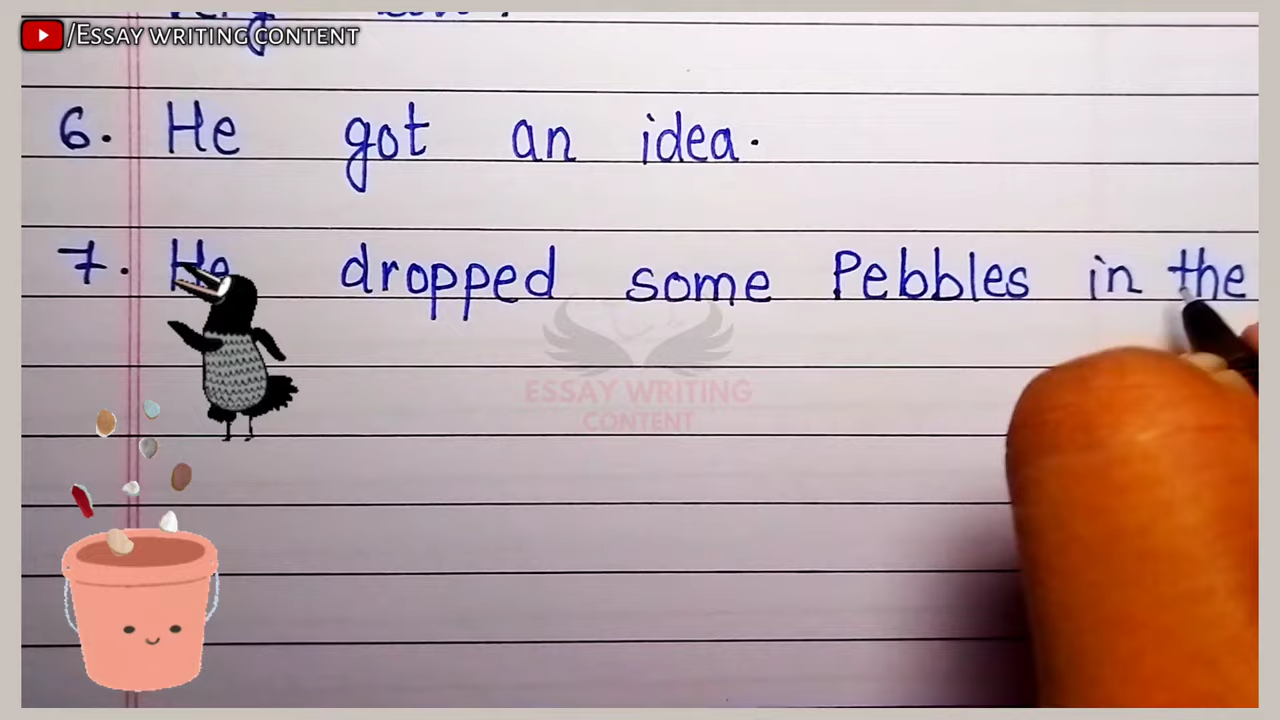 /Essay writing content
6. He got an idea.
7. He dropped some Pebbles in the
ESSAY WRITING
CONTENT